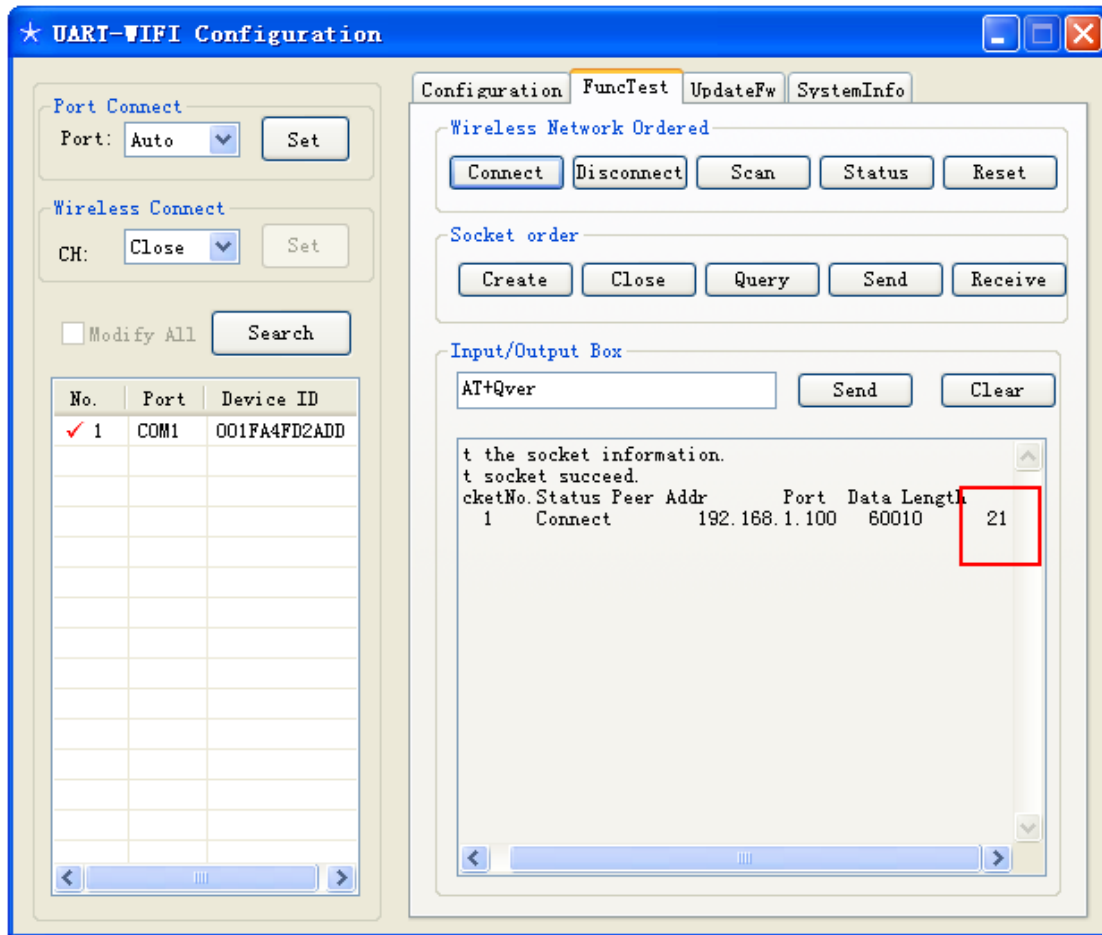 UART-WIFI Configuration
Port Connect
Port: Auto Set
Wireless Connect
CH: Close Set
Modify All Search
No. Port Device ID
1 COM1 001FA4FD2ADD
Configuration FuncTest UpdateFw SystemInfo
Wireless Network Ordered
Connect Disconnect Scan Status Reset
Socket order
Create Close Query Send Receive
Input/Output Box
AT+Qver Send Clear
t the socket information.
t socket succeed.
cketNo. Status Peer Addr Port Data Length
1 Connect 192.168.1.100 60010 21